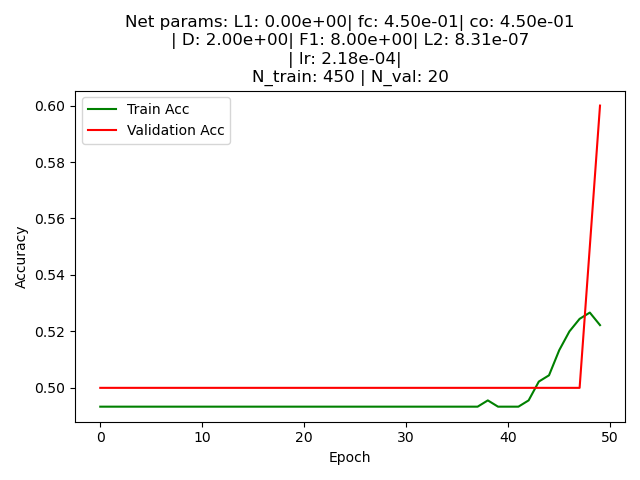 Net params: L1: 0.00e+00| fc: 4.50e-01| co: 4.50e-01
| D: 2.00e+00| F1: 8.00e+00| L2: 8.31e-07
| lr: 2.18e-04|
N_train: 450 | N_val: 20
Train Acc
Validation Acc
0.60
0.58
0.56
0.54
0.52
0.50
Accuracy
0 10 20 30 40 50
Epoch